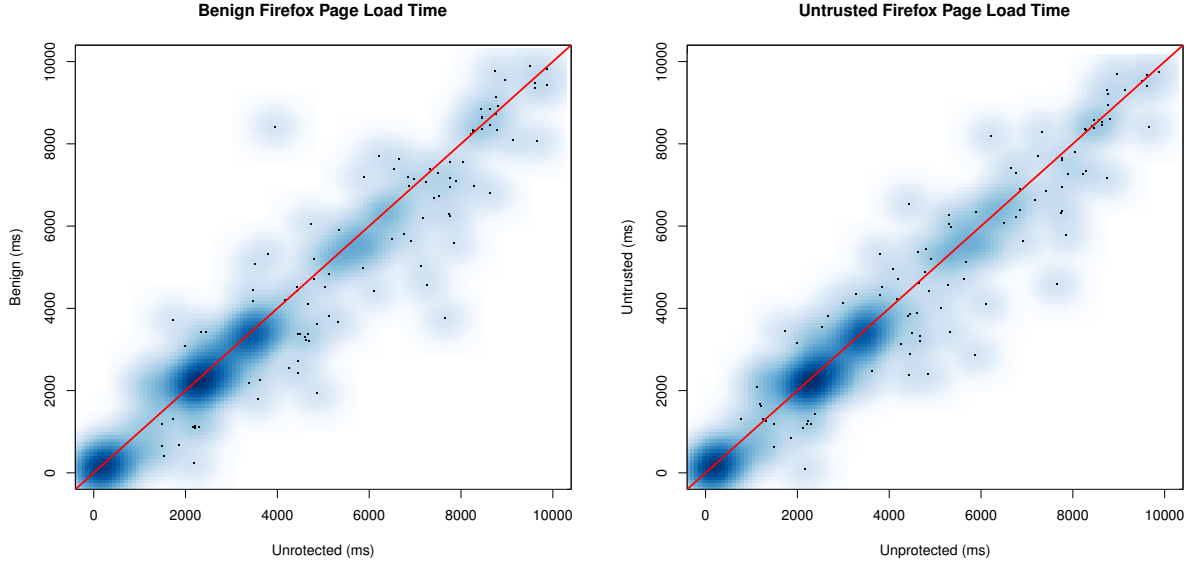 Benign Firefox Page Load Time
Benign (ms)
10000
8000
6000
4000
2000
0
0 2000 4000 6000 8000 10000
Unrotected (ms)
Untrusted Firefox Page Load Time
Untrusted (ms)
10000
8000
6000
4000
2000
0
0 2000 4000 6000 8000 10000
Unprotected (ms)